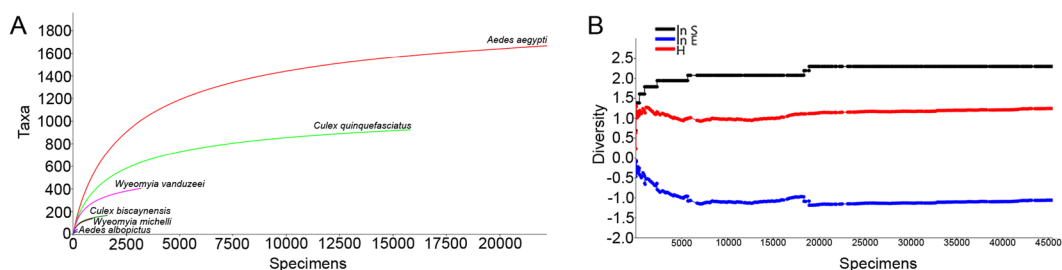 A
Taxa
1800
1600
1400
1200
1000
800
600
400
200
0
Aedes aegypti
Culex quinquefasciatus
Wyeomyia vanduzeei
Culex biscaynensis
Wyeomyia michelli
Aedes albopictus
0 2500 5000 7500 10000 12500 15000 17500 20000
Specimens
B
ln S
ln E
H
Diversity
2.5
2.0
1.5
1.0
0.5
0.0
-0.5
-1.0
-1.5
-2.0
5000 10000 15000 20000 25000 30000 35000 40000 45000
Specimens